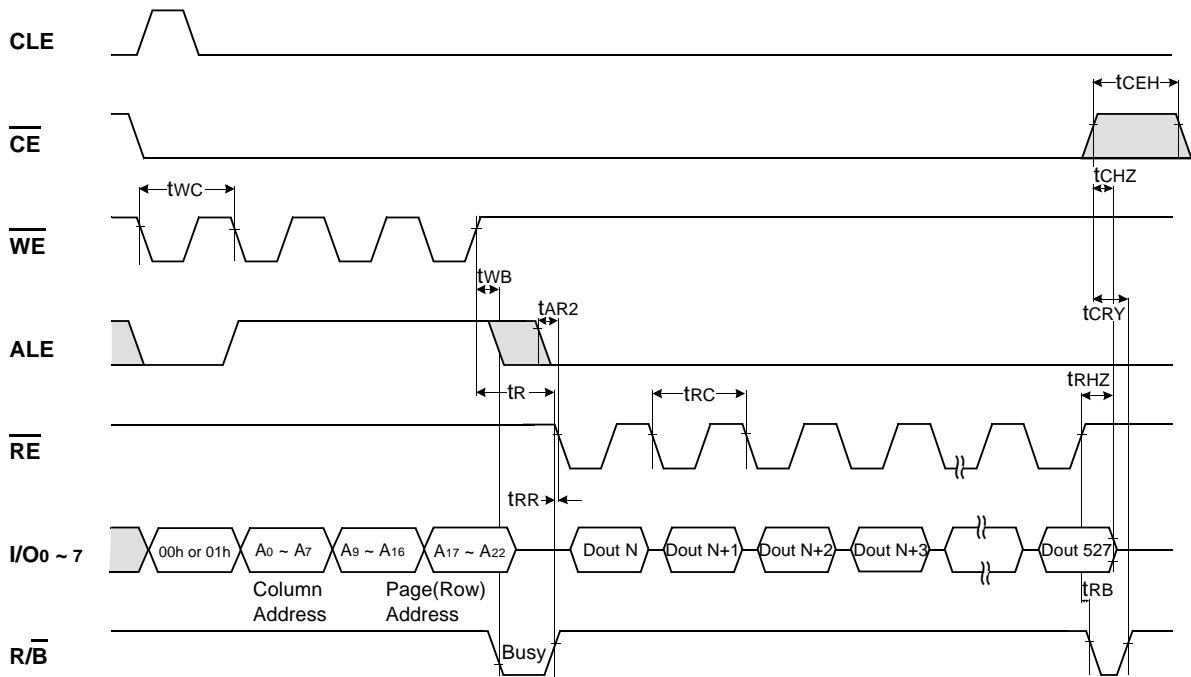 CLE
tCEH
CE
tCHZ
tWC
WE
tWB
tAR2
tCRY
ALE
tR
tRC
tRHZ
RE
tRR
I/O0 ~ 7
00h or 01h
A0 ~ A7
A9 ~ A16
A17 ~ A22
Dout N
Dout N+1
Dout N+2
Dout N+3
Dout 527
Column
Address
Page(Row)
Address
tRB
R/B
Busy